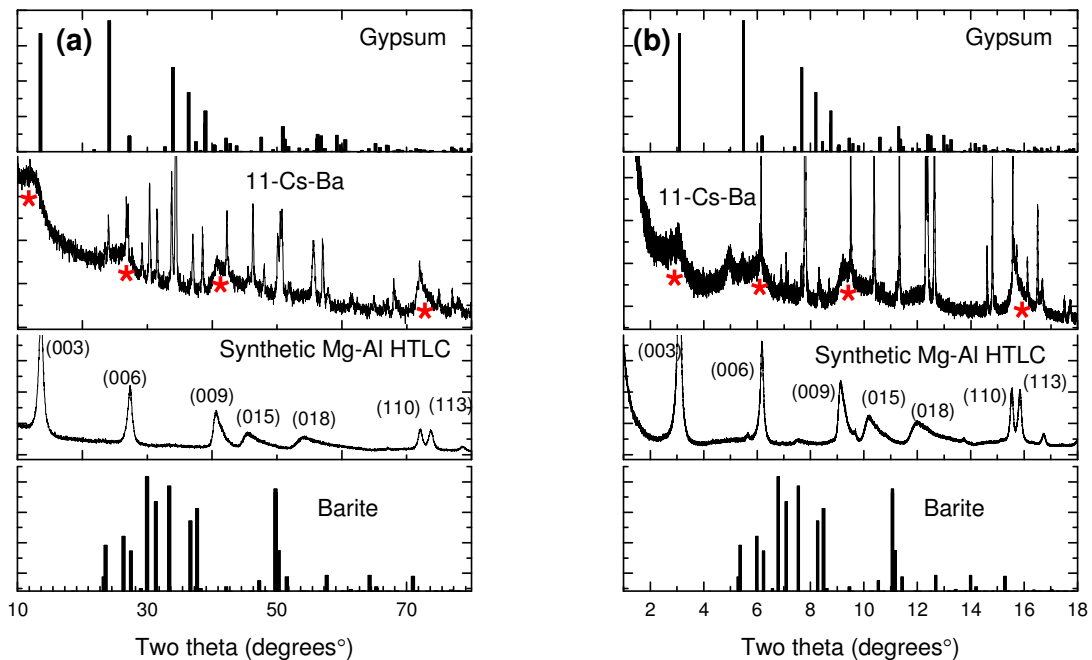 (a)
Gypsum
11-Cs-Ba
Synthetic Mg-Al HTLC
(003)
(006)
(009)
(015)
(018)
(110)
(113)
Barite
10 30 50 70
Two theta (degrees°)
(b)
Gypsum
11-Cs-Ba
Synthetic Mg-Al HTLC
(003)
(006)
(009)
(015)
(018)
(110)
(113)
Barite
2 4 6 8 10 12 14 16 18
Two theta (degrees°)